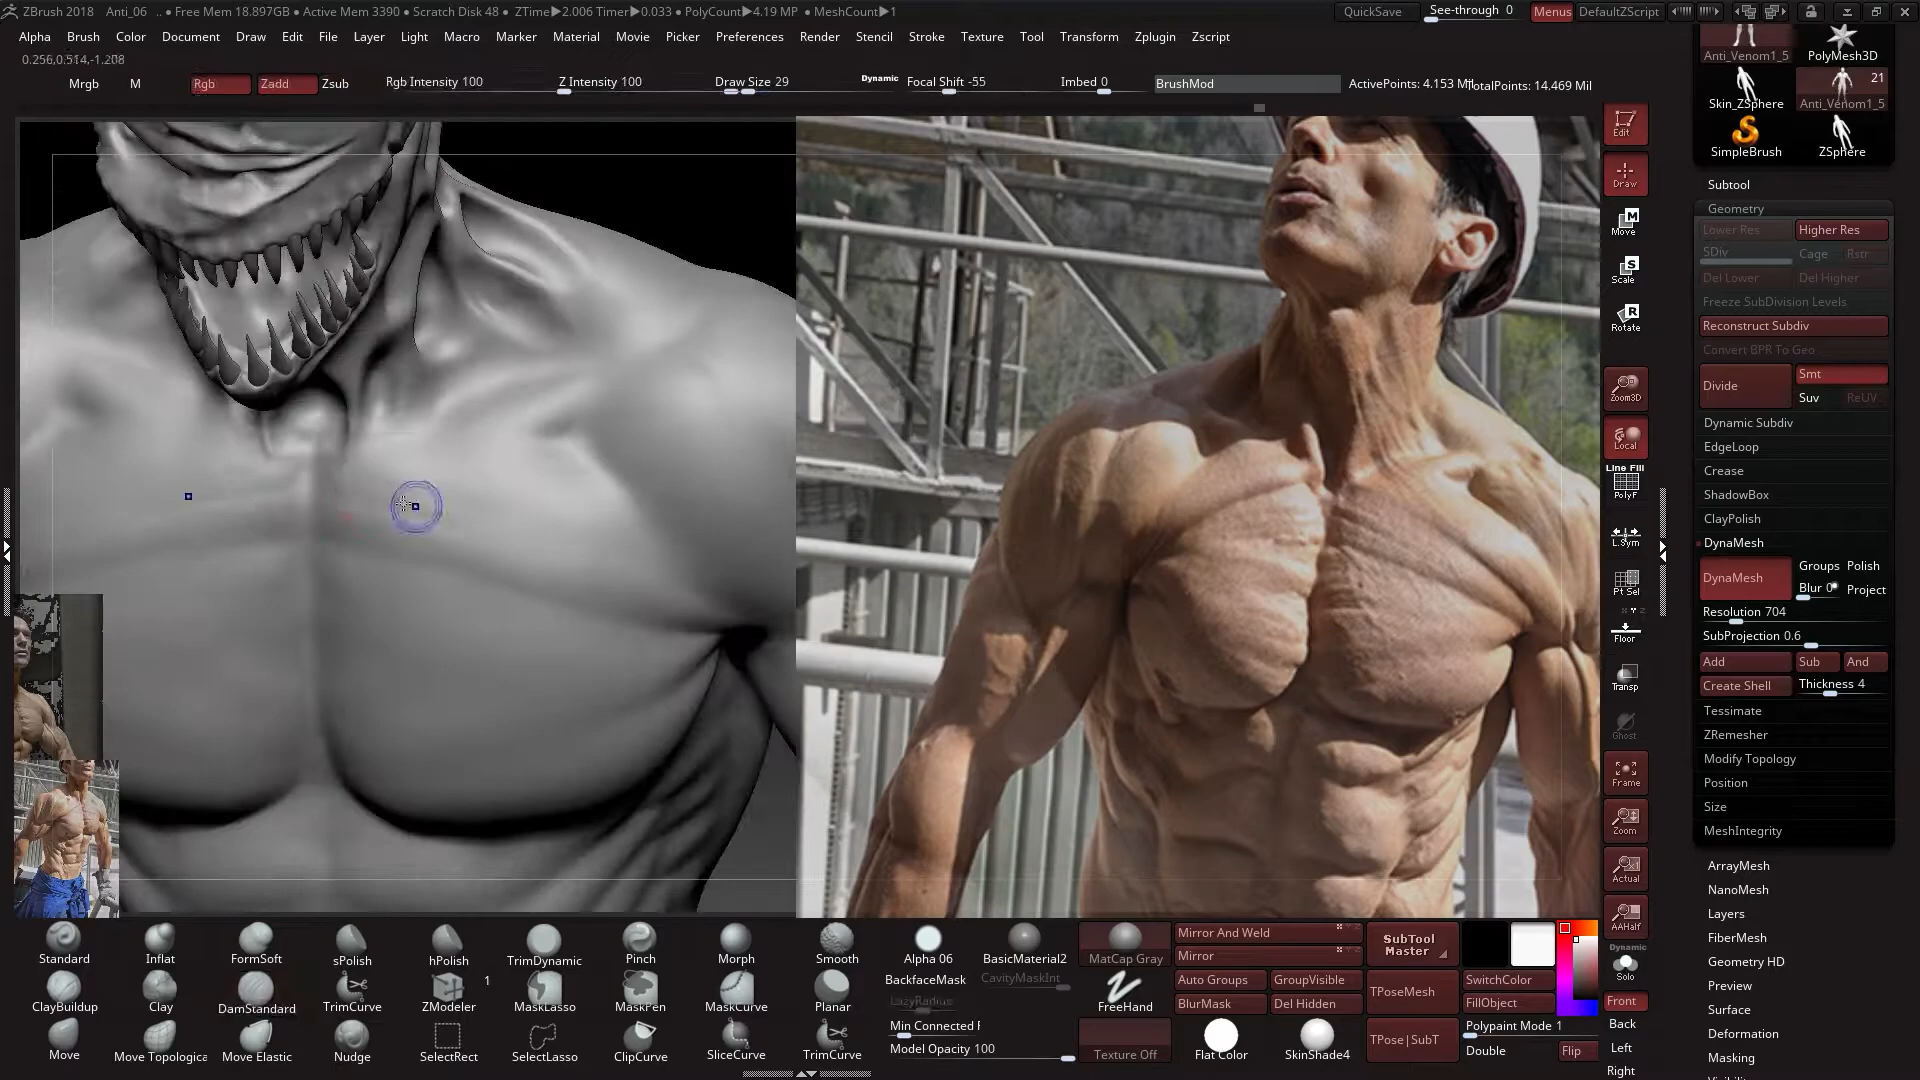 ZBrush 2018 Anti_06 .. • Free Mem 18.897GB • Active Mem 3390 • Scratch Disk 48 • ZTime▶2.006 Timer▶0.033 • PolyCount▶4.19 MP • MeshCount▶1
QuickSave See-through 0 Menus DefaultZScript
Alpha Brush Color Document Draw Edit File Layer Light Macro Marker Material Movie Picker Preferences Render Stencil Stroke Texture Tool Transform Zplugin Zscript
0.256,0.514,-1.208
Mrgb M Rgb Zadd Zsub Rgb Intensity 100 Z Intensity 100 Draw Size 29 Dynamic Focal Shift -55 Imbed 0 BrushMod ActivePoints: 4.153 Mil TotalPoints: 14.469 Mil
Edit
Draw
Move
Scale
Rotate
Zoom3D
Local
Line Fill
PolyF
L.Sym
Pt Sel
Floor
Transp
Ghost
Frame
Zoom
Actual
AAHalf
Dynamic
Solo
Front
Back
Left
Right
Anti_Venom1_5 PolyMesh3D
21
Skin_ZSphere Anti_Venom1_5
SimpleBrush ZSphere
Subtool
Geometry
Lower Res Higher Res
SDiv Cage Rstr
Del Lower Del Higher
Freeze SubDivision Levels
Reconstruct Subdiv
Convert BPR To Geo
Divide Smt
Suv ReUV
Dynamic Subdiv
EdgeLoop
Crease
ShadowBox
ClayPolish
DynaMesh
DynaMesh Groups Polish
Blur 0 Project
Resolution 704
SubProjection 0.6
Add Sub And
Create Shell Thickness 4
Tessimate
ZRemesher
Modify Topology
Position
Size
MeshIntegrity
ArrayMesh
NanoMesh
Layers
FiberMesh
Geometry HD
Preview
Surface
Deformation
Masking
Standard Inflat FormSoft sPolish hPolish TrimDynamic Pinch Morph Smooth Alpha 06 BasicMaterial2 MatCap Gray
ClayBuildup Clay DamStandard TrimCurve ZModeler 1 MaskLasso MaskPen MaskCurve Planar BackfaceMask CavityMaskInt LazyRadius FreeHand
Move Move Topologica Move Elastic Nudge SelectRect SelectLasso ClipCurve SliceCurve TrimCurve Min Connected F Model Opacity 100 Texture Off Flat Color SkinShade4
Mirror And Weld
Mirror
Auto Groups GroupVisible
BlurMask Del Hidden
SubTool
Master
TPoseMesh
TPose|SubT
SwitchColor
FillObject
Polypaint Mode 1
Double Flip